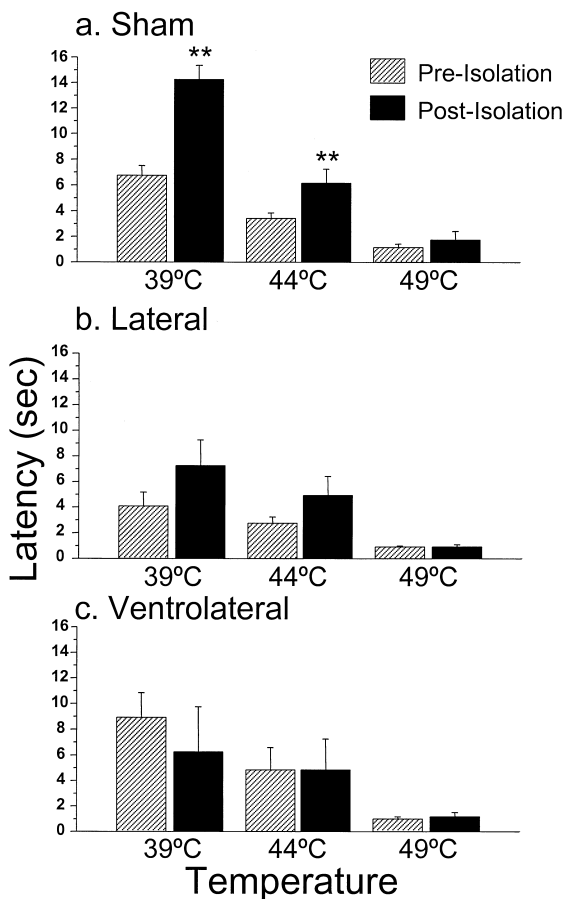 a. Sham
16
14
12
10
8
6
4
2
0
**
**
Pre-Isolation
Post-Isolation
39ºC 44ºC 49ºC
b. Lateral
16
14
12
10
8
6
4
2
0
39ºC 44ºC 49ºC
c. Ventrolateral
16
14
12
10
8
6
4
2
0
39ºC 44ºC 49ºC
Latency (sec)
Temperature